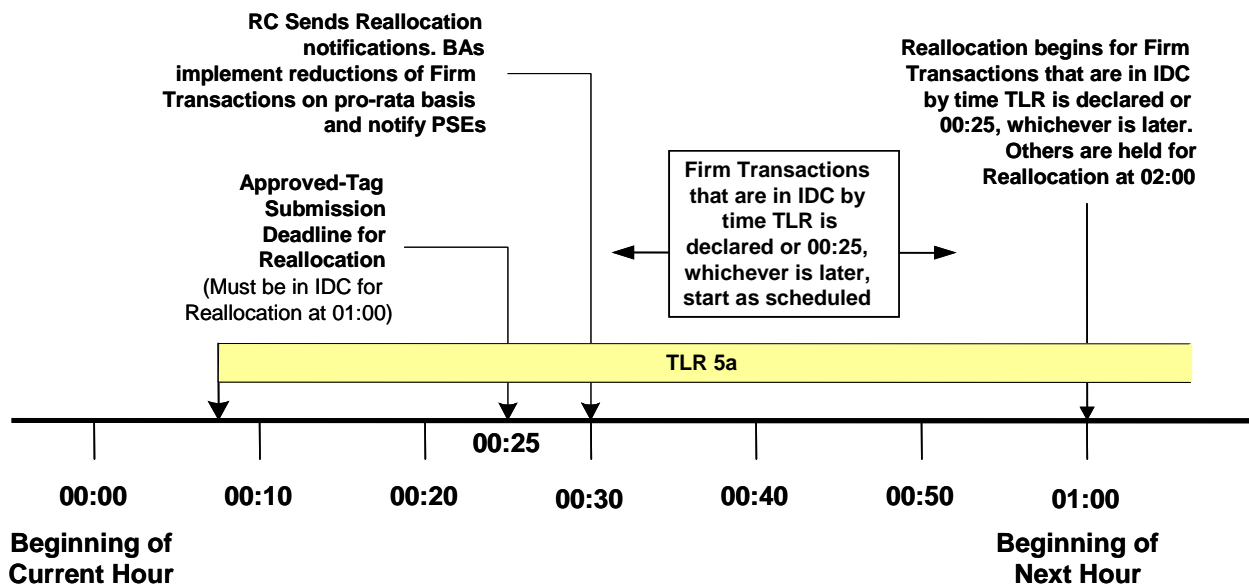 RC Sends Reallocation
notifications. BAs
implement reductions of Firm
Transactions on pro-rata basis
and notify PSEs
Approved-Tag
Submission
Deadline for
Reallocation
(Must be in IDC for
Reallocation at 01:00)
Firm Transactions
that are in IDC by
time TLR is
declared or 00:25,
whichever is later,
start as scheduled
Reallocation begins for Firm
Transactions that are in IDC
by time TLR is declared or
00:25, whichever is later.
Others are held for
Reallocation at 02:00
TLR 5a
00:25
00:00
00:10
00:20
00:30
00:40
00:50
01:00
Beginning of
Current Hour
Beginning of
Next Hour